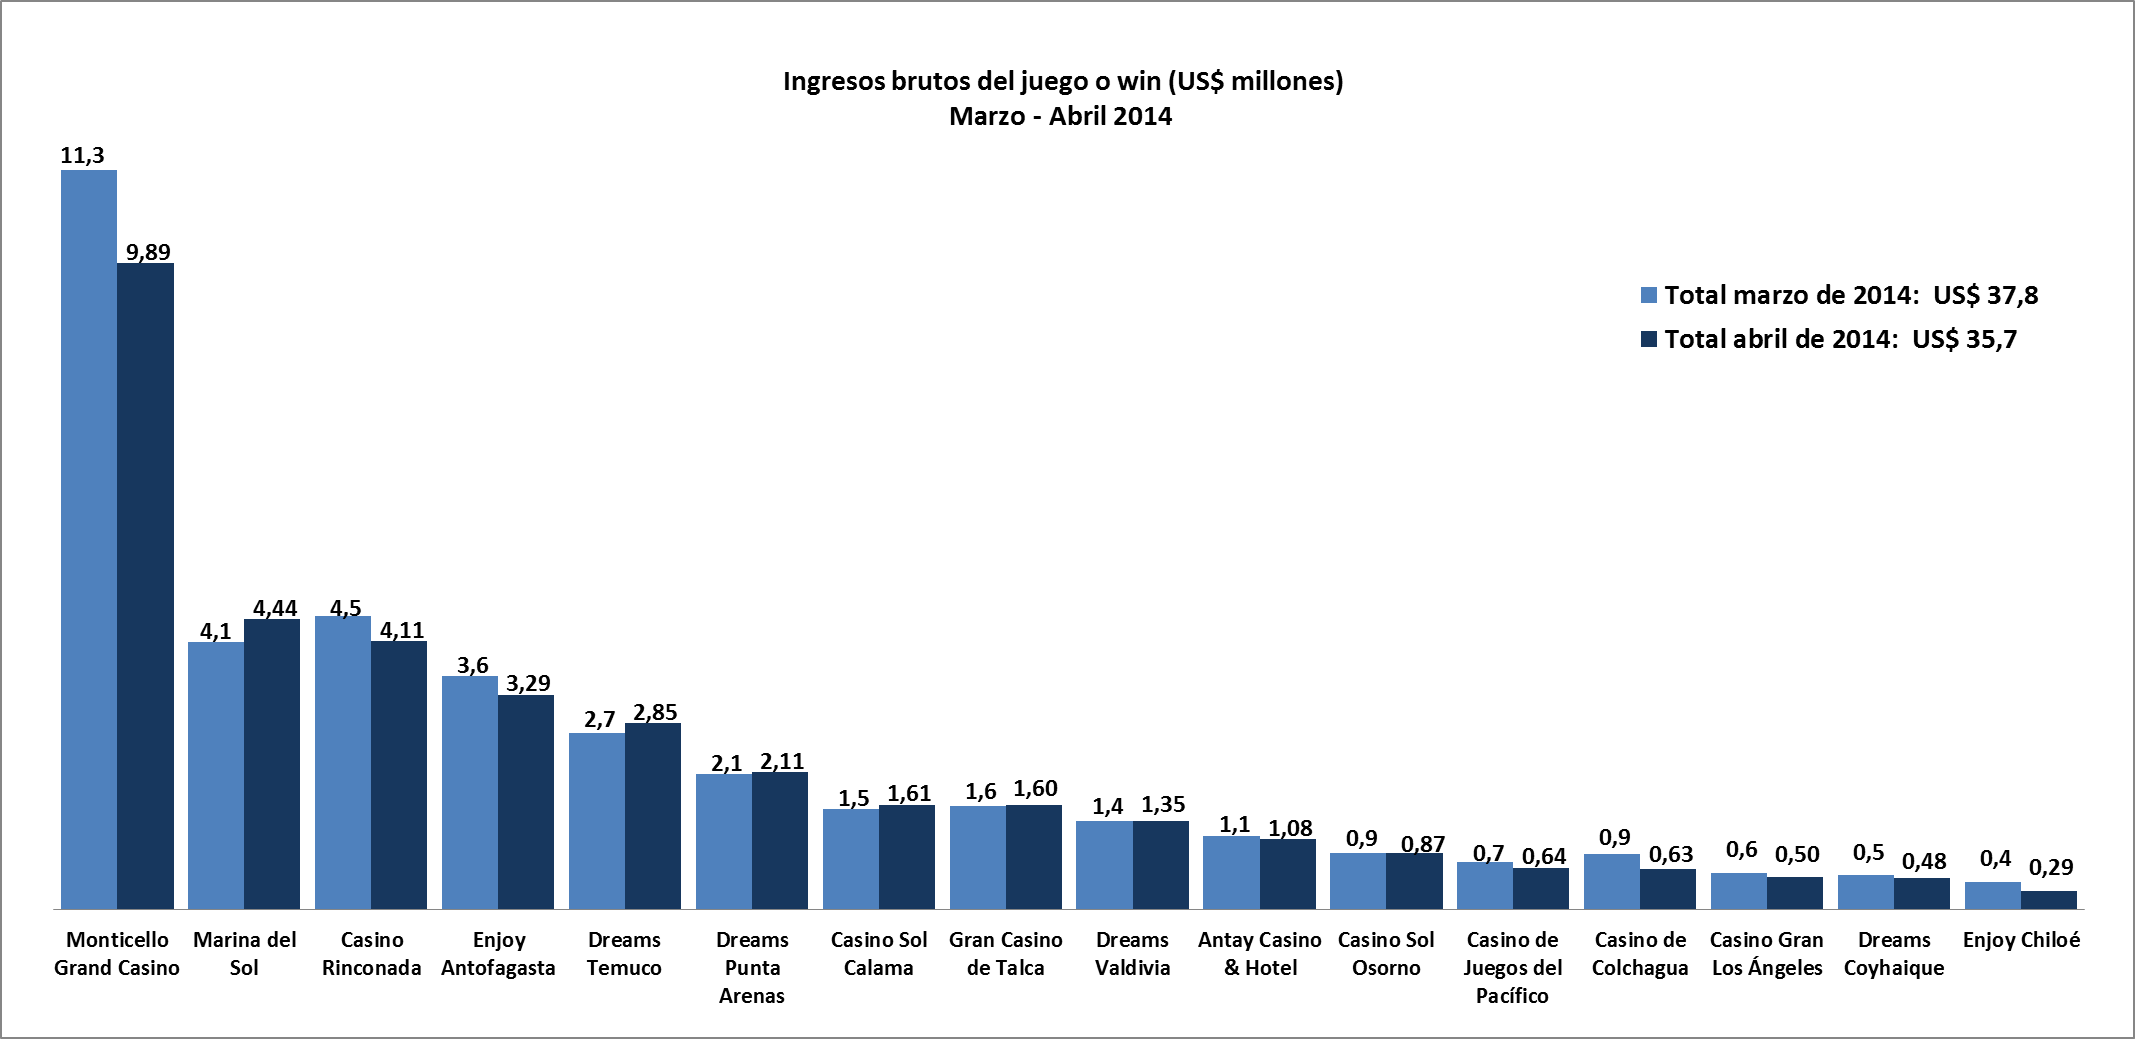 Ingresos brutos del juego o win (US$ millones)
Marzo - Abril 2014
11,3
9,89
4,1
4,44
4,5
4,11
3,6
3,29
2,7
2,85
2,1
2,11
1,5
1,61
1,6
1,60
1,4
1,35
1,1
1,08
0,9
0,87
0,7
0,64
0,9
0,63
0,6
0,50
0,5
0,48
0,4
0,29
Total marzo de 2014:  US$ 37,8
Total abril de 2014:  US$ 35,7
Monticello
Grand Casino
Marina del
Sol
Casino
Rinconada
Enjoy
Antofagasta
Dreams
Temuco
Dreams
Punta
Arenas
Casino Sol
Calama
Gran Casino
de Talca
Dreams
Valdivia
Antay Casino
& Hotel
Casino Sol
Osorno
Casino de
Juegos del
Pacífico
Casino de
Colchagua
Casino Gran
Los Ángeles
Dreams
Coyhaique
Enjoy Chiloé